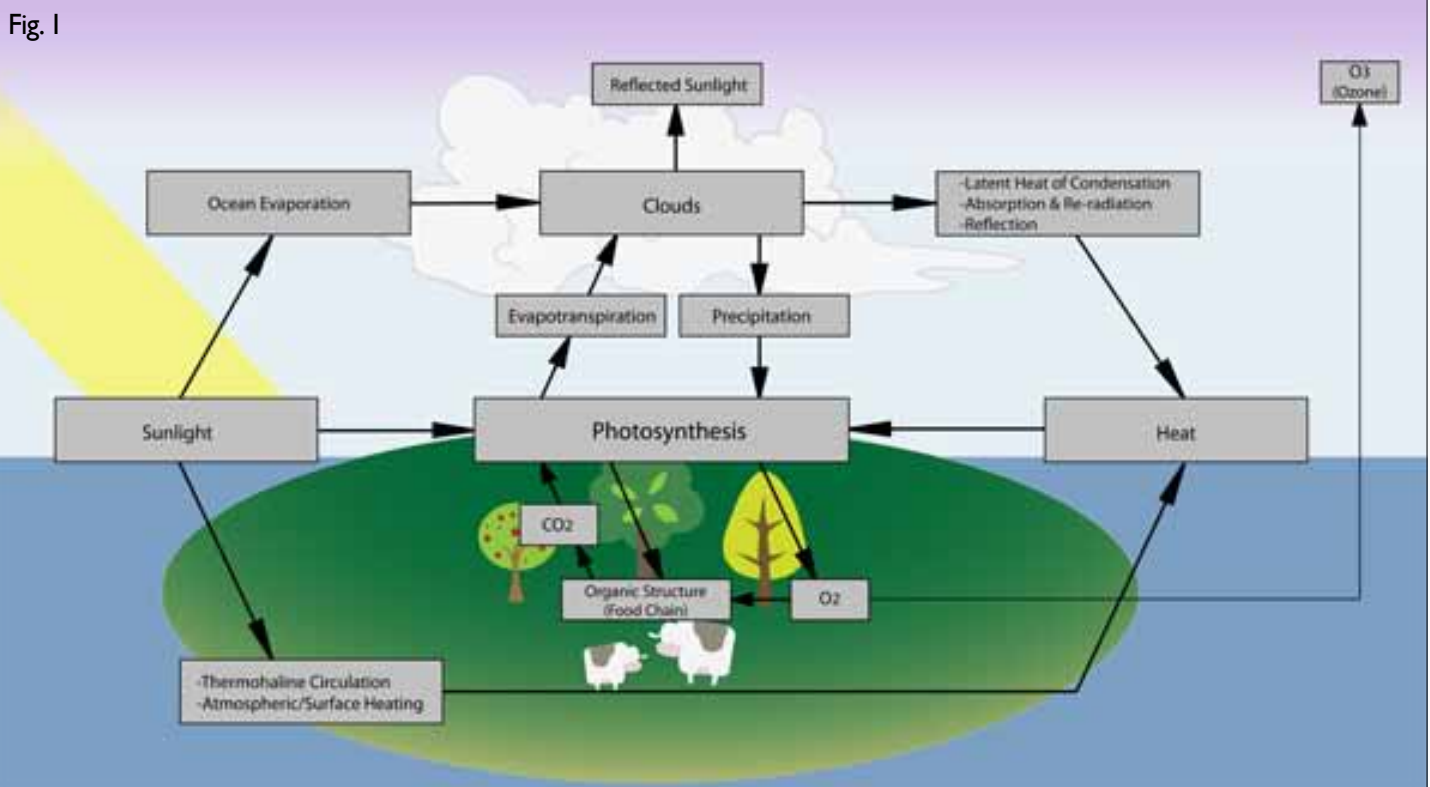 Fig. 1
O3
(Ozone)
Reflected Sunlight
Ocean Evaporation
Clouds
-Latent Heat of Condensation
-Absorption & Re-radiation
-Reflection
Evapotranspiration
Precipitation
Sunlight
Photosynthesis
Heat
CO2
Organic Structure
(Food Chain)
O2
-Thermohaline Circulation
-Atmospheric/Surface Heating